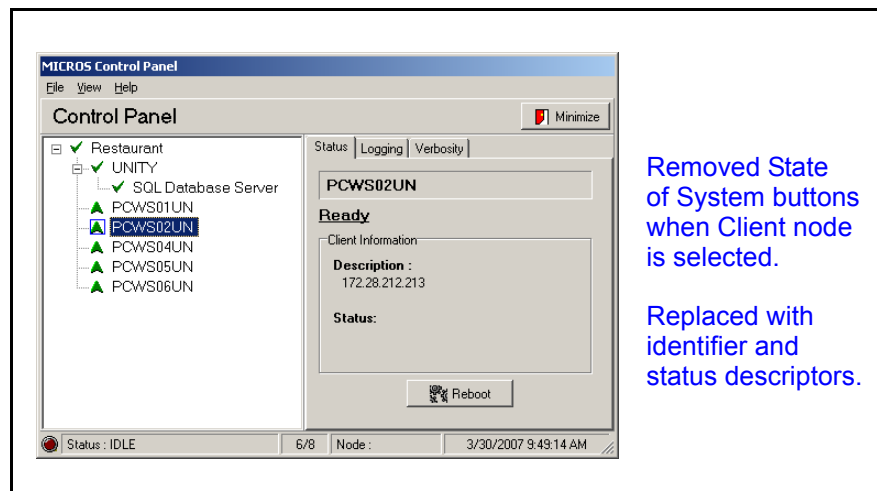 MICROS Control Panel
File View Help
Control Panel
Minimize
Restaurant
UNITY
SQL Database Server
PCWS01UN
PCWS02UN
PCWS04UN
PCWS05UN
PCWS06UN
Status Logging Verbosity
PCWS02UN
Ready
Client Information
Description :
172.28.212.213
Status:
Reboot
Status : IDLE 6/8 Node : 3/30/2007 9:49:14 AM
Removed State
of System buttons
when Client node
is selected.
Replaced with
identifier and
status descriptors.